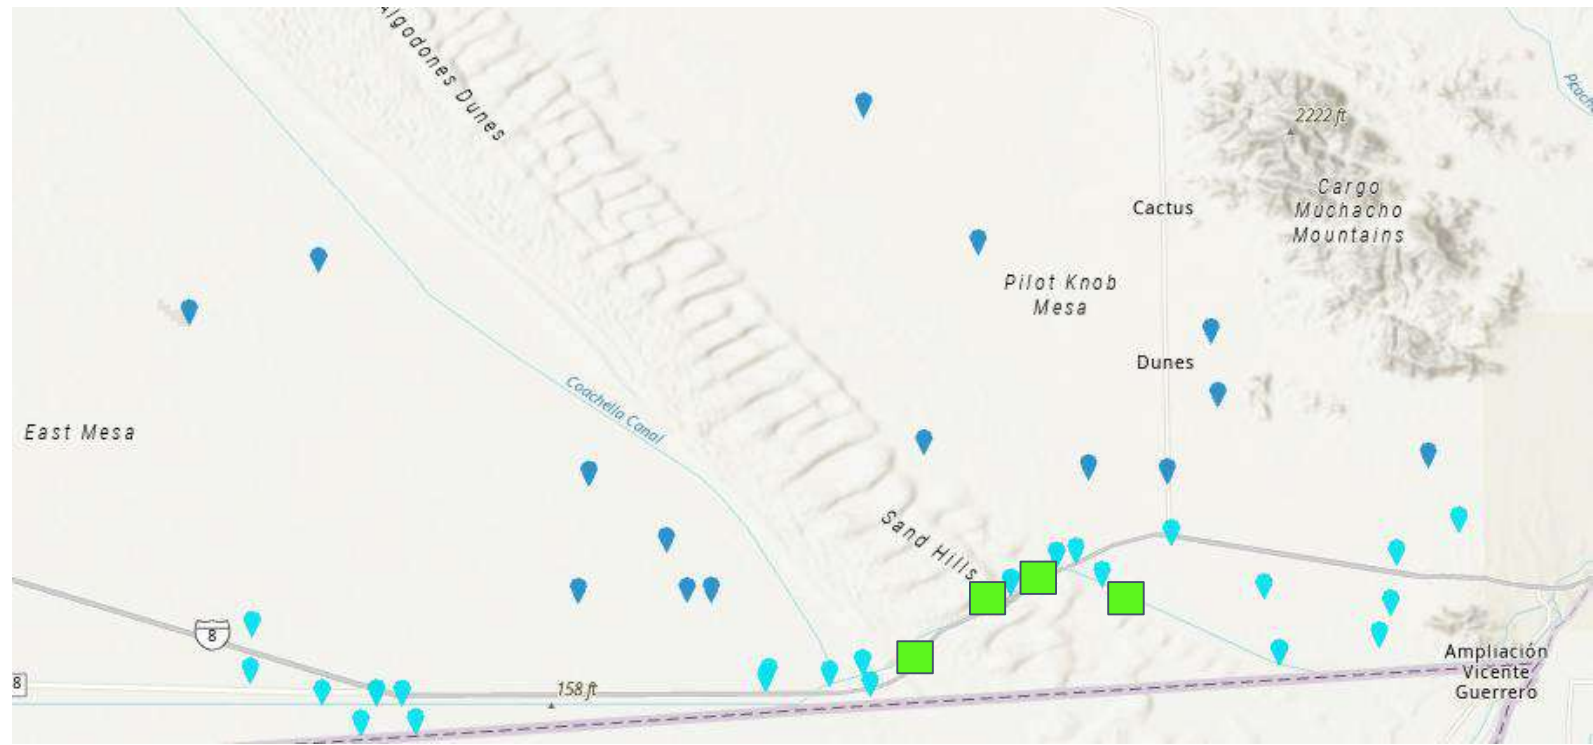 Algodones Dunes
2222 ft
Cactus
Cargo
Muchacho
Mountains
Pilot Knob
Mesa
Dunes
Coachella Canal
East Mesa
Sand Hills
8
8
158 ft
Ampliación
Vicente
Guerrero